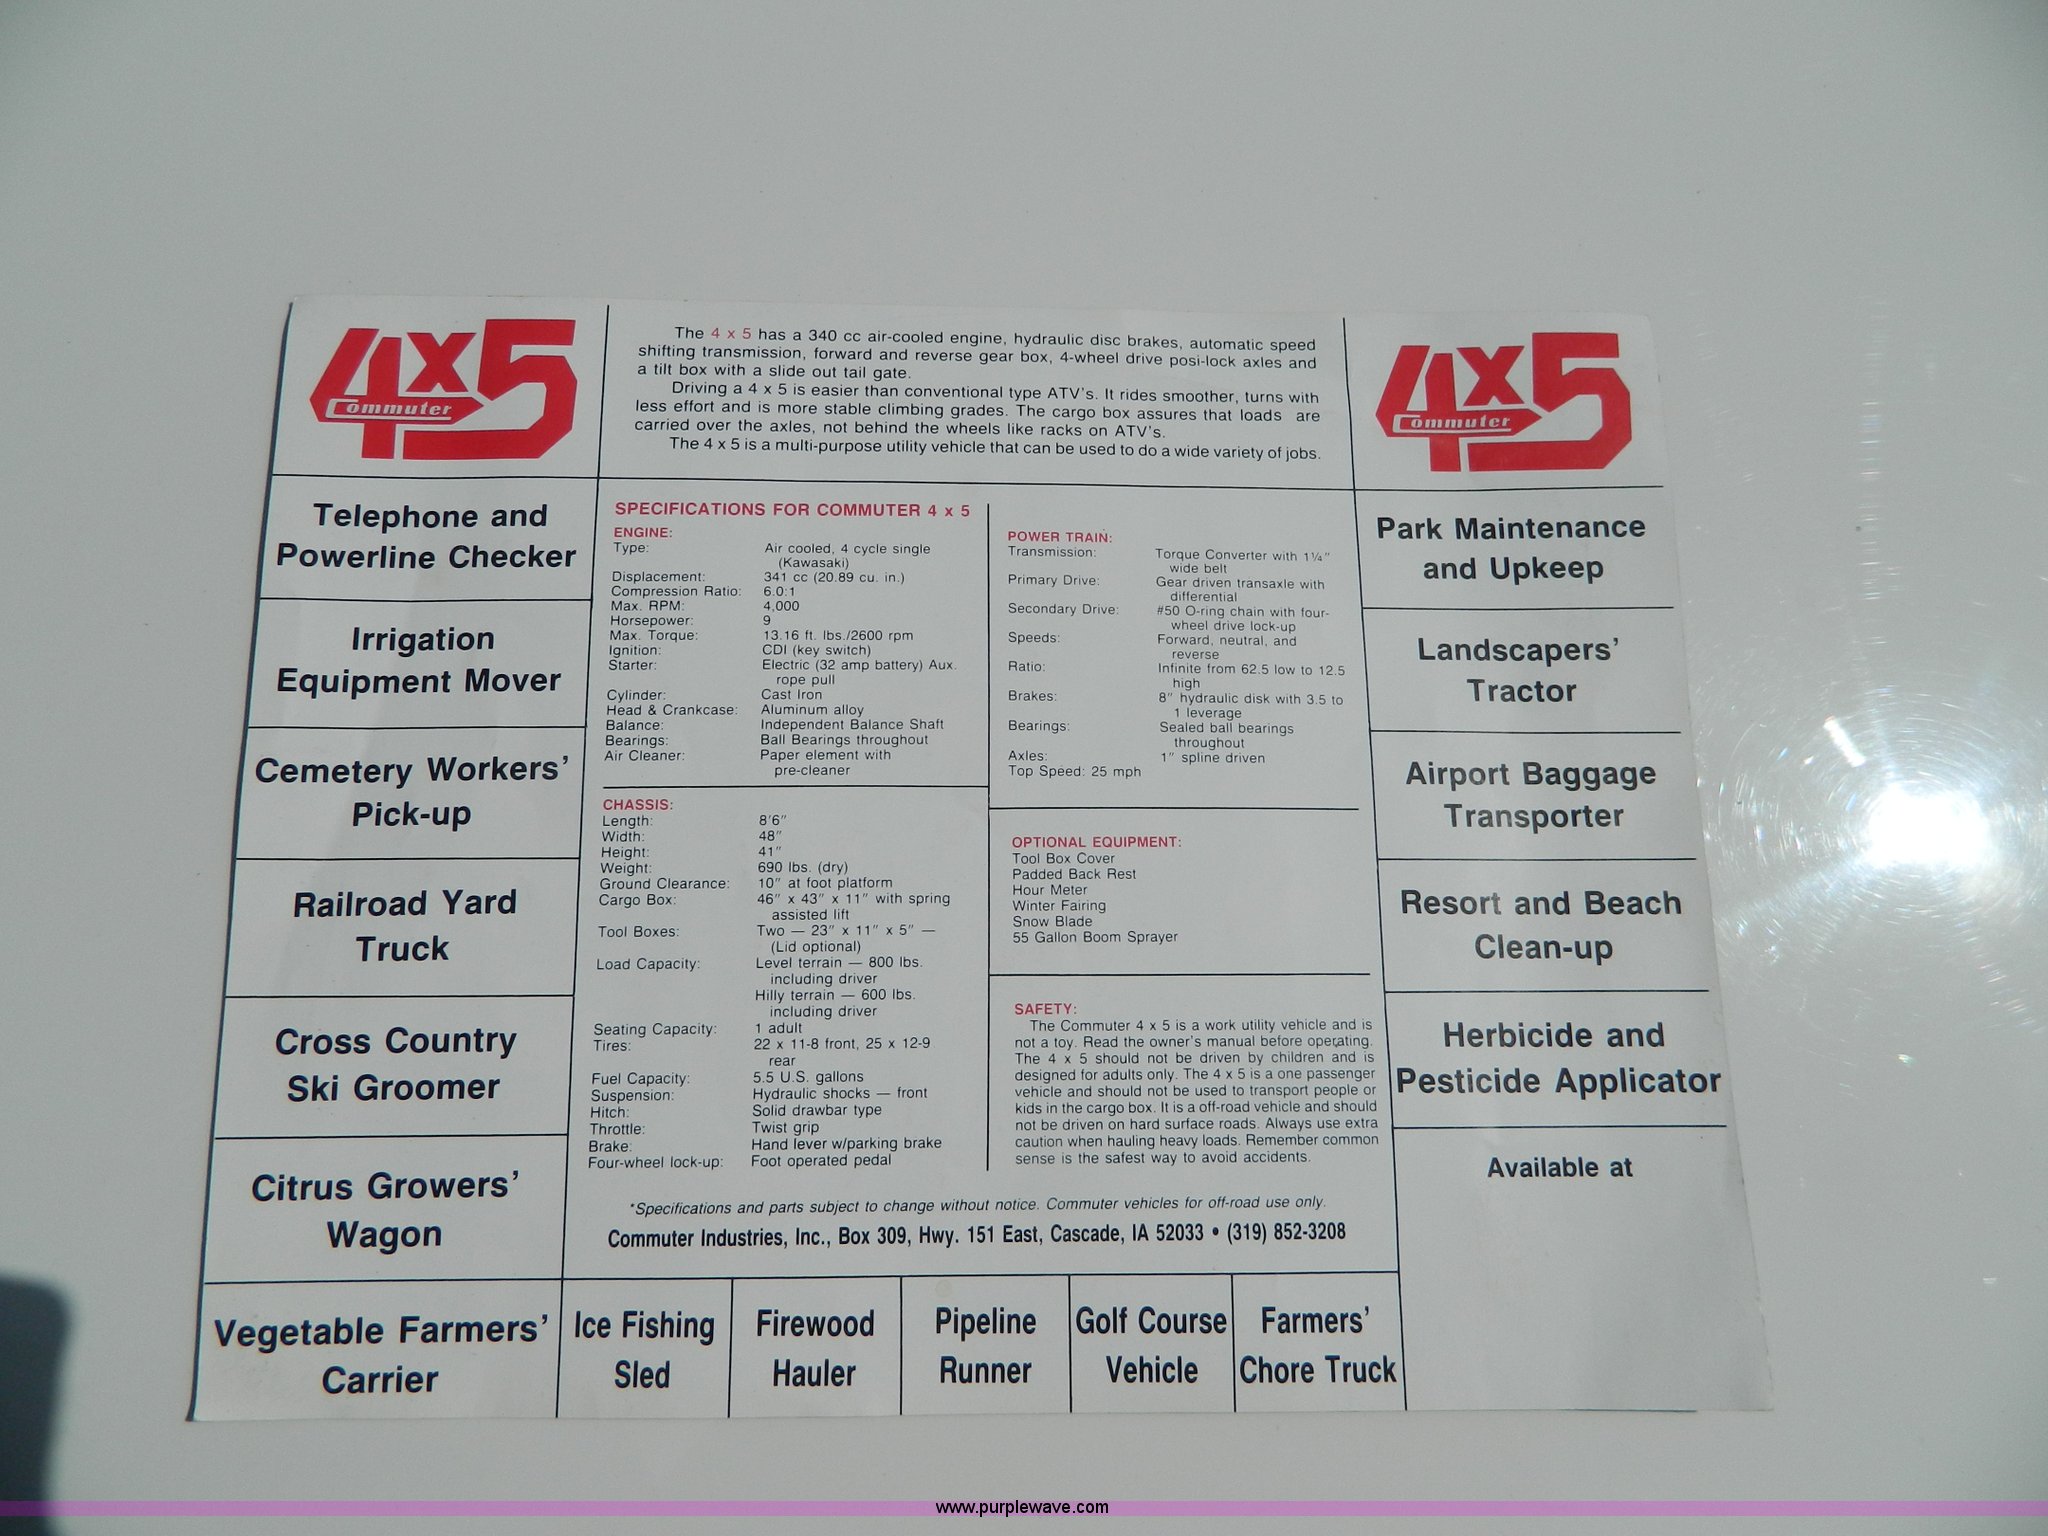 4x5
Commuter
The 4 x 5 has a 340 cc air-cooled engine, hydraulic disc brakes, automatic speed
shifting transmission, forward and reverse gear box, 4-wheel drive posi-lock axles and
a tilt box with a slide out tail gate.
Driving a 4 x 5 is easier than conventional type ATV's. It rides smoother, turns with
less effort and is more stable climbing grades. The cargo box assures that loads are
carried over the axles, not behind the wheels like racks on ATV's.
The 4 x 5 is a multi-purpose utility vehicle that can be used to do a wide variety of jobs.
4x5
Commuter
Telephone and
Powerline Checker
Irrigation
Equipment Mover
Cemetery Workers'
Pick-up
Railroad Yard
Truck
Cross Country
Ski Groomer
Citrus Growers'
Wagon
Vegetable Farmers'
Carrier
SPECIFICATIONS FOR COMMUTER 4 x 5
ENGINE:
Type: Air cooled, 4 cycle single
(Kawasaki)
Displacement: 341 cc (20.89 cu. in.)
Compression Ratio: 6.0:1
Max. RPM: 4,000
Horsepower: 9
Max. Torque: 13.16 ft. lbs./2600 rpm
Ignition: CDI (key switch)
Starter: Electric (32 amp battery) Aux.
rope pull
Cylinder: Cast Iron
Head & Crankcase: Aluminum alloy
Balance: Independent Balance Shaft
Bearings: Ball Bearings throughout
Air Cleaner: Paper element with
pre-cleaner
CHASSIS:
Length: 8'6"
Width: 48"
Height: 41"
Weight: 690 lbs. (dry)
Ground Clearance: 10" at foot platform
Cargo Box: 46" x 43" x 11" with spring
assisted lift
Tool Boxes: Two — 23" x 11" x 5" —
(Lid optional)
Load Capacity: Level terrain — 800 lbs.
including driver
Hilly terrain — 600 lbs.
including driver
Seating Capacity: 1 adult
Tires: 22 x 11-8 front, 25 x 12-9
rear
Fuel Capacity: 5.5 U.S. gallons
Suspension: Hydraulic shocks — front
Hitch: Solid drawbar type
Throttle: Twist grip
Brake: Hand lever w/parking brake
Four-wheel lock-up: Foot operated pedal
POWER TRAIN:
Transmission: Torque Converter with 1¼"
wide belt
Primary Drive: Gear driven transaxle with
differential
Secondary Drive: #50 O-ring chain with four-
wheel drive lock-up
Speeds: Forward, neutral, and
reverse
Ratio: Infinite from 62.5 low to 12.5
high
Brakes: 8" hydraulic disk with 3.5 to
1 leverage
Bearings: Sealed ball bearings
throughout
Axles: 1" spline driven
Top Speed: 25 mph
OPTIONAL EQUIPMENT:
Tool Box Cover
Padded Back Rest
Hour Meter
Winter Fairing
Snow Blade
55 Gallon Boom Sprayer
SAFETY:
The Commuter 4 x 5 is a work utility vehicle and is
not a toy. Read the owner's manual before operating.
The 4 x 5 should not be driven by children and is
designed for adults only. The 4 x 5 is a one passenger
vehicle and should not be used to transport people or
kids in the cargo box. It is a off-road vehicle and should
not be driven on hard surface roads. Always use extra
caution when hauling heavy loads. Remember common
sense is the safest way to avoid accidents.
*Specifications and parts subject to change without notice. Commuter vehicles for off-road use only.
Commuter Industries, Inc., Box 309, Hwy. 151 East, Cascade, IA 52033 • (319) 852-3208
Ice Fishing
Sled
Firewood
Hauler
Pipeline
Runner
Golf Course
Vehicle
Farmers'
Chore Truck
Park Maintenance
and Upkeep
Landscapers'
Tractor
Airport Baggage
Transporter
Resort and Beach
Clean-up
Herbicide and
Pesticide Applicator
Available at
www.purplewave.com